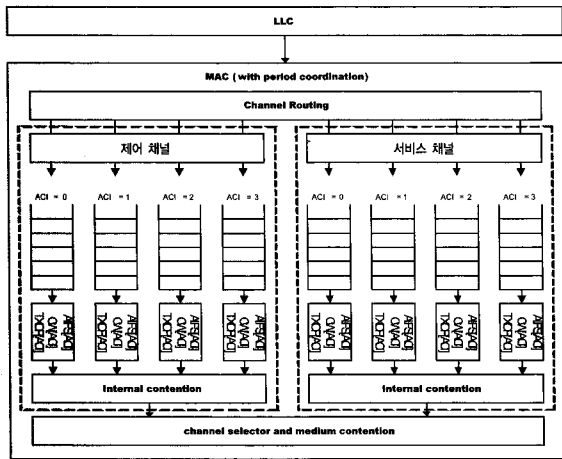 LLC
MAC (with period coordination)
Channel Routing
제어 채널
서비스 채널
ACI = 0 ACI = 1 ACI = 2 ACI = 3
ACI = 0 ACI = 1 ACI = 2 ACI = 3
Internal contention
Internal contention
channel selector and medium contention